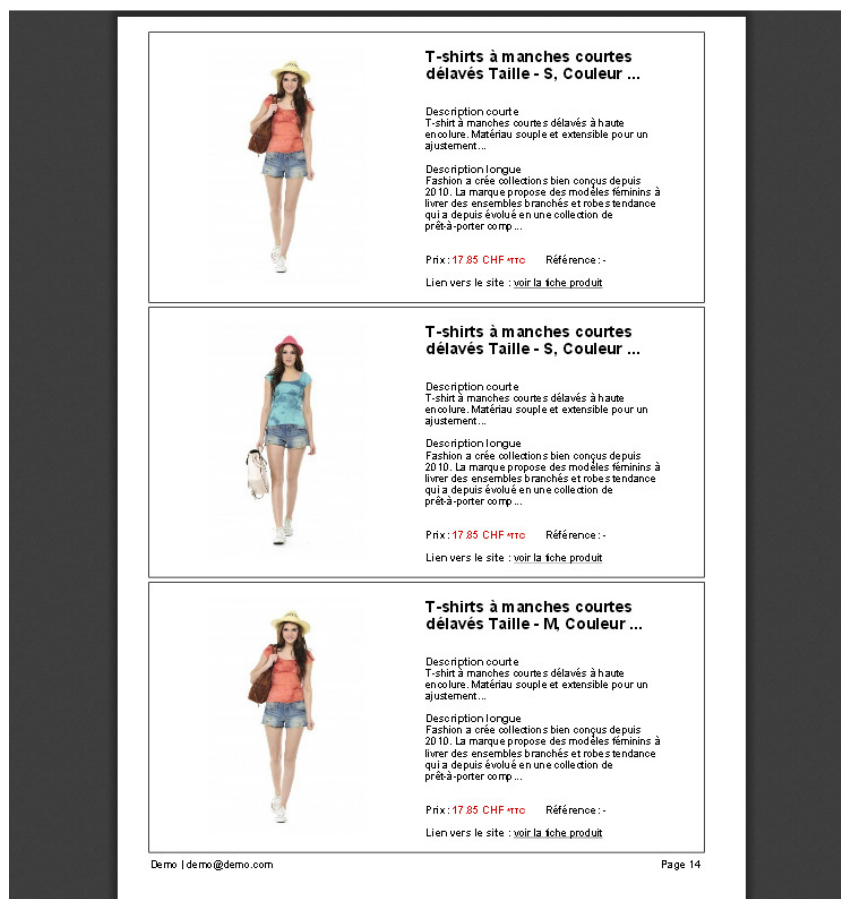 T-shirts à manches courtes
délavés Taille - S, Couleur ...
Description courte
T-shirt à manches courtes délavés à haute
encolure. Matériau souple et extensible pour un
ajustement...
Description longue
Fashion a crée collections bien conçus depuis
2010. La marque propose des modèles féminins à
livrer des ensembles branchés et robes tendance
qui a depuis évolué en une collection de
prêt-à-porter comp...
Prix : 17.85 CHF *TTC Référence : -
Lien vers le site : voir la fiche produit
T-shirts à manches courtes
délavés Taille - S, Couleur ...
Description courte
T-shirt à manches courtes délavés à haute
encolure. Matériau souple et extensible pour un
ajustement...
Description longue
Fashion a crée collections bien conçus depuis
2010. La marque propose des modèles féminins à
livrer des ensembles branchés et robes tendance
qui a depuis évolué en une collection de
prêt-à-porter comp...
Prix : 17.85 CHF *TTC Référence : -
Lien vers le site : voir la fiche produit
T-shirts à manches courtes
délavés Taille - M, Couleur ...
Description courte
T-shirt à manches courtes délavés à haute
encolure. Matériau souple et extensible pour un
ajustement...
Description longue
Fashion a crée collections bien conçus depuis
2010. La marque propose des modèles féminins à
livrer des ensembles branchés et robes tendance
qui a depuis évolué en une collection de
prêt-à-porter comp...
Prix : 17.85 CHF *TTC Référence : -
Lien vers le site : voir la fiche produit
Demo | demo@demo.com Page 14